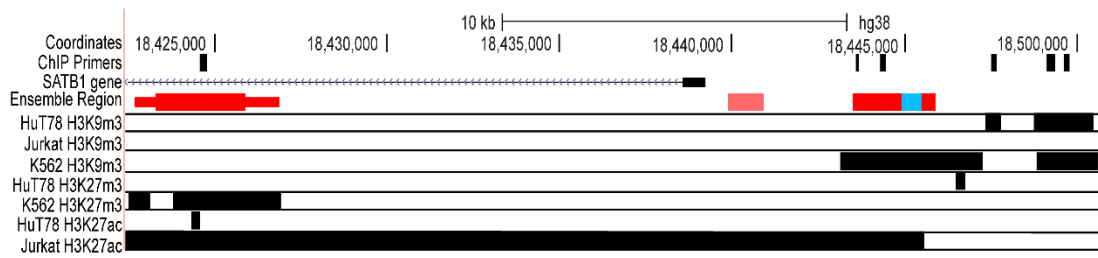 10 kb hg38
Coordinates 18,425,000 18,430,000 18,435,000 18,440,000 18,445,000 18,500,000
ChIP Primers
SATB1 gene
Ensemble Region
HuT78 H3K9m3
Jurkat H3K9m3
K562 H3K9m3
HuT78 H3K27m3
K562 H3K27m3
HuT78 H3K27ac
Jurkat H3K27ac